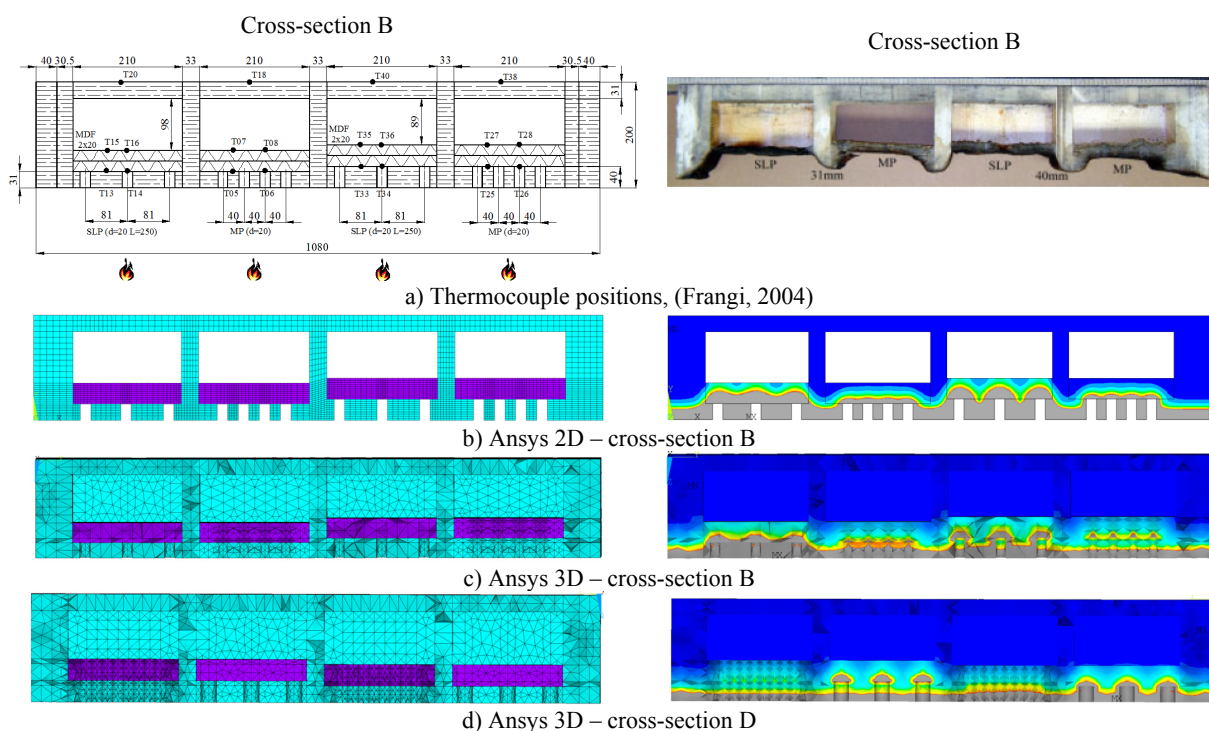 Cross-section B
Cross-section B
40 30.5 210 33 210 33 210 33 210 30.5 40
T20 T18 T40 T38
31
98
89
200
MDF
2x20
T15 T16 T07 T08
MDF
2x20
T35 T36 T27 T28
31
T13 T14 T05 T06 T33 T34 T25 T26
40
81 81 40 40 40 81 81 40 40 40
SLP (d=20 L=250) MP (d=20) SLP (d=20 L=250) MP (d=20)
1080
SLP MP SLP MP
31mm 40mm
a) Thermocouple positions, (Frangi, 2004)
X
Y
X MX
b) Ansys 2D – cross-section B
MX
c) Ansys 3D – cross-section B
MX
d) Ansys 3D – cross-section D